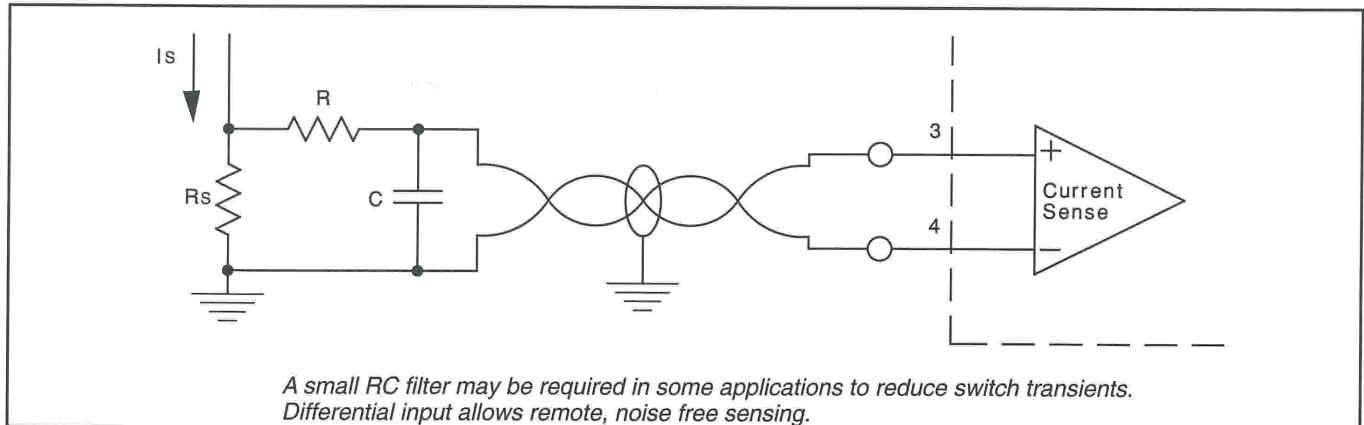 Is
R
Rs
C
3
4
+
Current
Sense
−
A small RC filter may be required in some applications to reduce switch transients.
Differential input allows remote, noise free sensing.